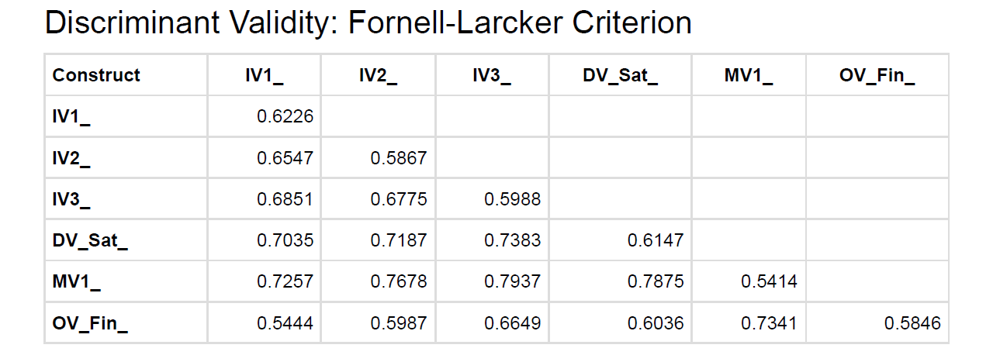 Discriminant Validity: Fornell-Larcker Criterion
Construct IV1_ IV2_ IV3_ DV_Sat_ MV1_ OV_Fin_
IV1_ 0.6226
IV2_ 0.6547 0.5867
IV3_ 0.6851 0.6775 0.5988
DV_Sat_ 0.7035 0.7187 0.7383 0.6147
MV1_ 0.7257 0.7678 0.7937 0.7875 0.5414
OV_Fin_ 0.5444 0.5987 0.6649 0.6036 0.7341 0.5846